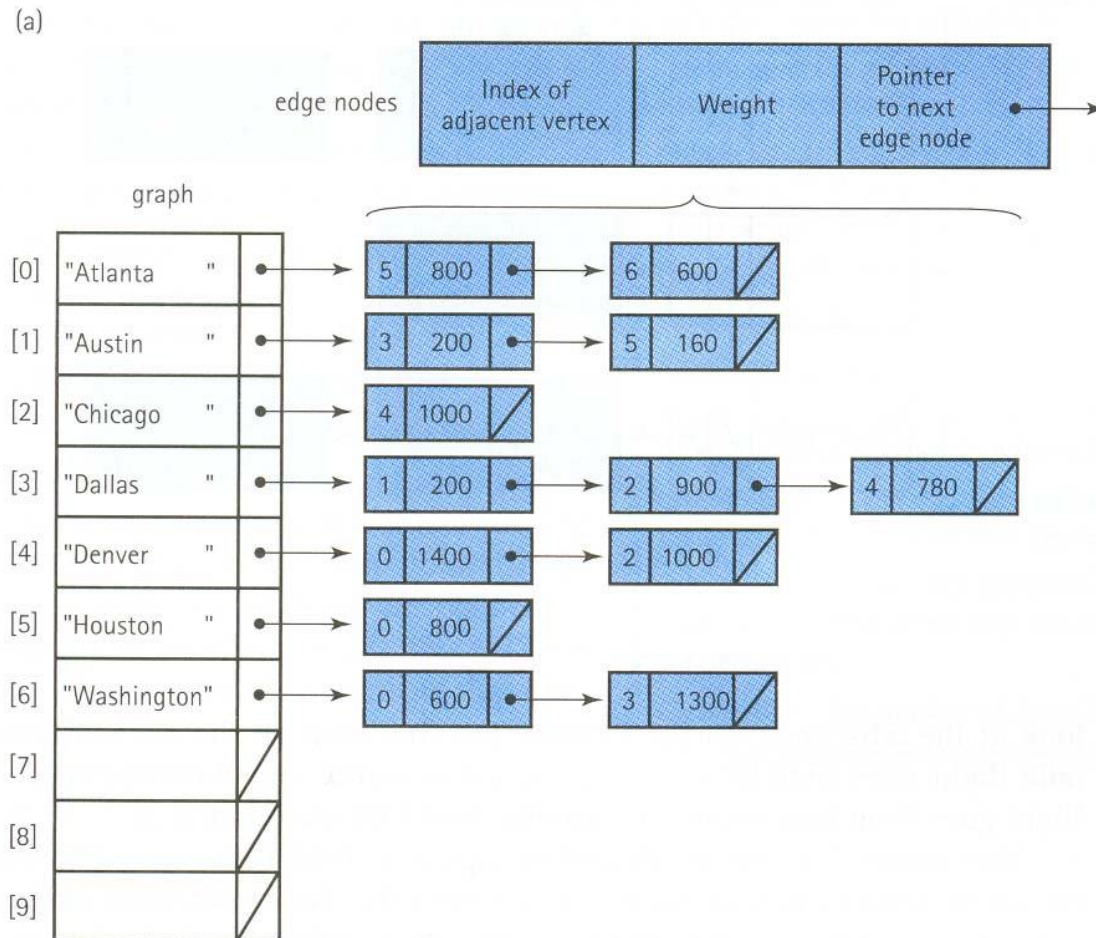 (a)
edge nodes
Index of
adjacent vertex
Weight
Pointer
to next
edge node
graph
[0] "Atlanta " 5 800 6 600
[1] "Austin " 3 200 5 160
[2] "Chicago " 4 1000
[3] "Dallas " 1 200 2 900 4 780
[4] "Denver " 0 1400 2 1000
[5] "Houston " 0 800
[6] "Washington" 0 600 3 1300
[7]
[8]
[9]